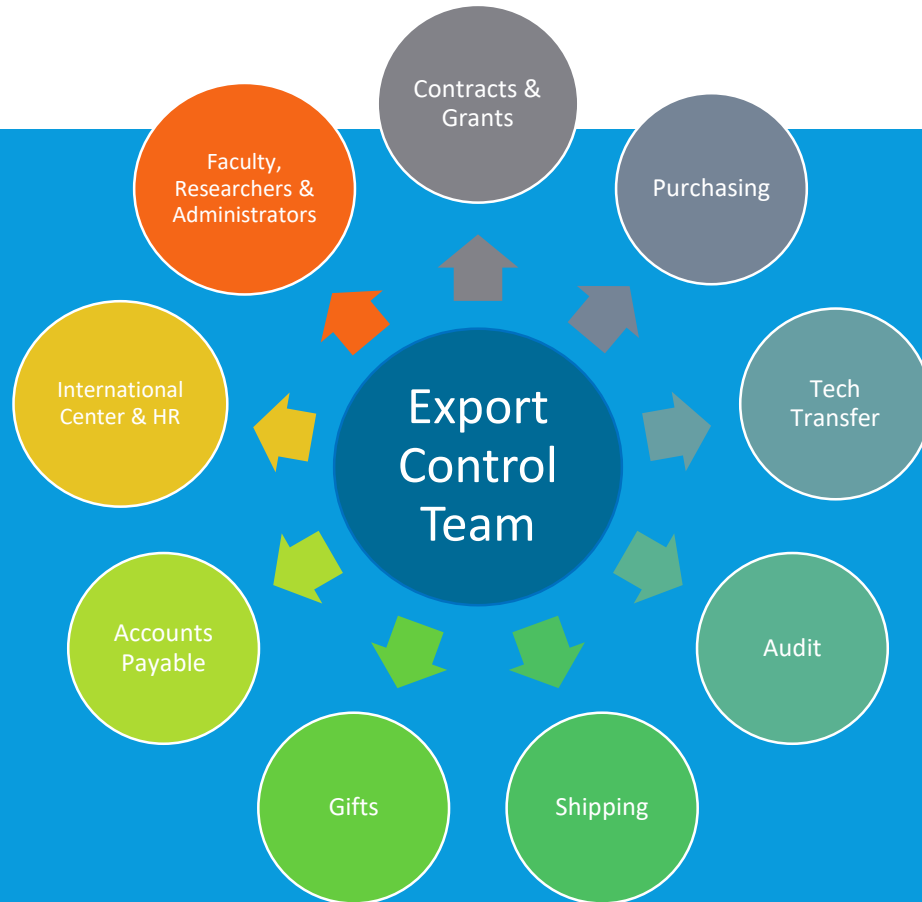 Contracts &
Grants
Purchasing
Tech
Transfer
Audit
Shipping
Gifts
Accounts
Payable
International
Center & HR
Faculty,
Researchers &
Administrators
Export
Control
Team